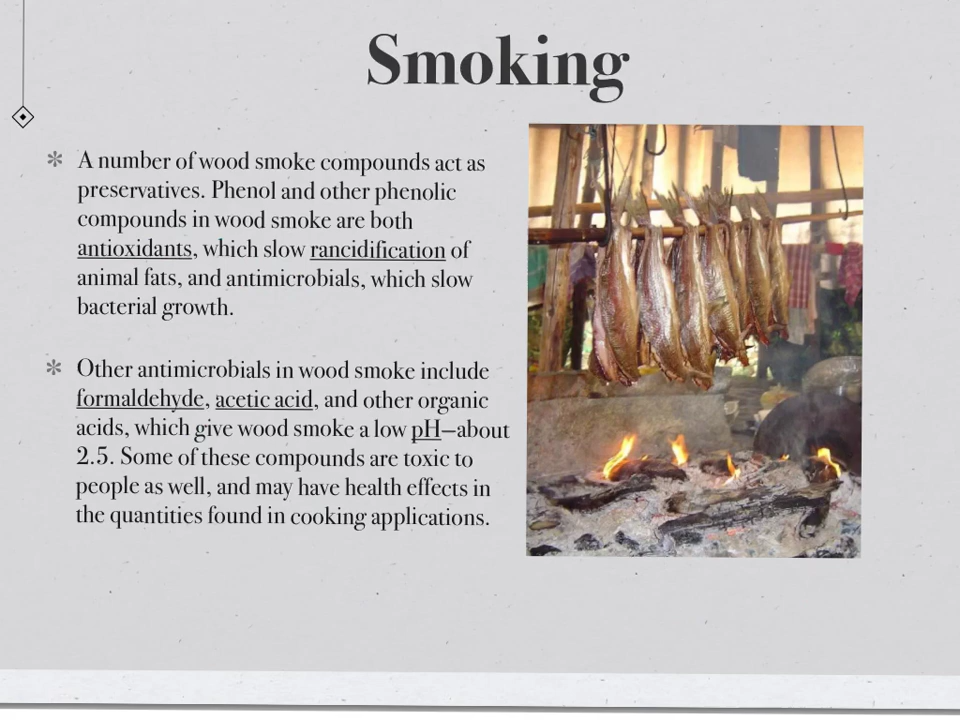 Smoking
A number of wood smoke compounds act as
preservatives. Phenol and other phenolic
compounds in wood smoke are both
antioxidants, which slow rancidification of
animal fats, and antimicrobials, which slow
bacterial growth.
Other antimicrobials in wood smoke include
formaldehyde, acetic acid, and other organic
acids, which give wood smoke a low pH—about
2.5. Some of these compounds are toxic to
people as well, and may have health effects in
the quantities found in cooking applications.